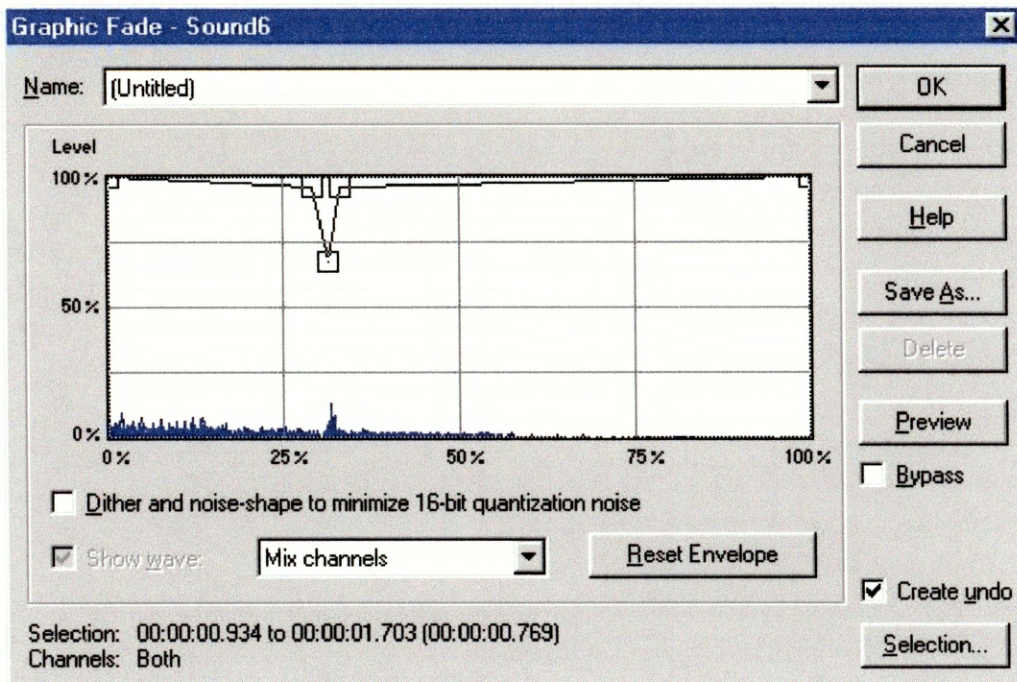 Graphic Fade - Sound6
Name: (Untitled)
OK
Cancel
Help
Save As...
Delete
Preview
Bypass
Create undo
Selection...
Level
100 %
50 %
0 %
0 % 25 % 50 % 75 % 100 %
Dither and noise-shape to minimize 16-bit quantization noise
Show wave: Mix channels Reset Envelope
Selection: 00:00:00.934 to 00:00:01.703 (00:00:00.769)
Channels: Both